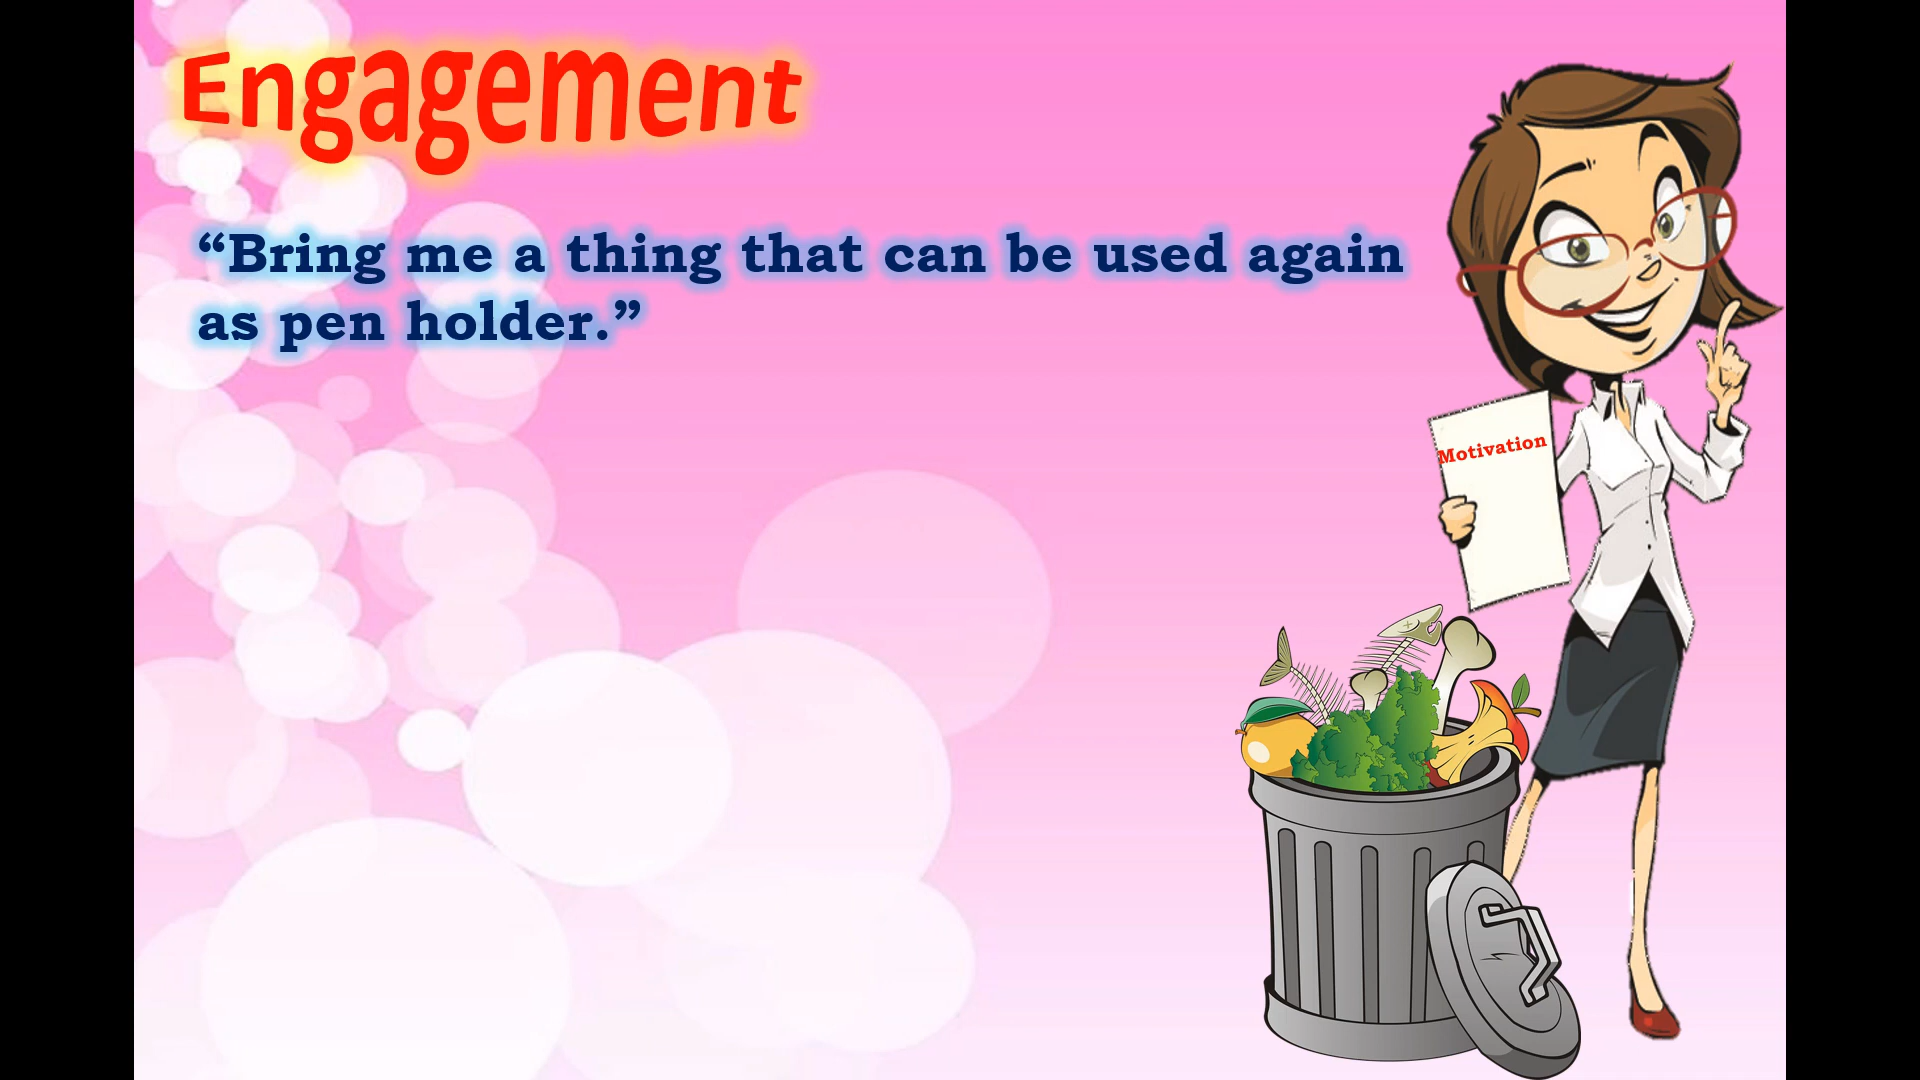 Engagement
“Bring me a thing that can be used again
as pen holder.”
Motivation